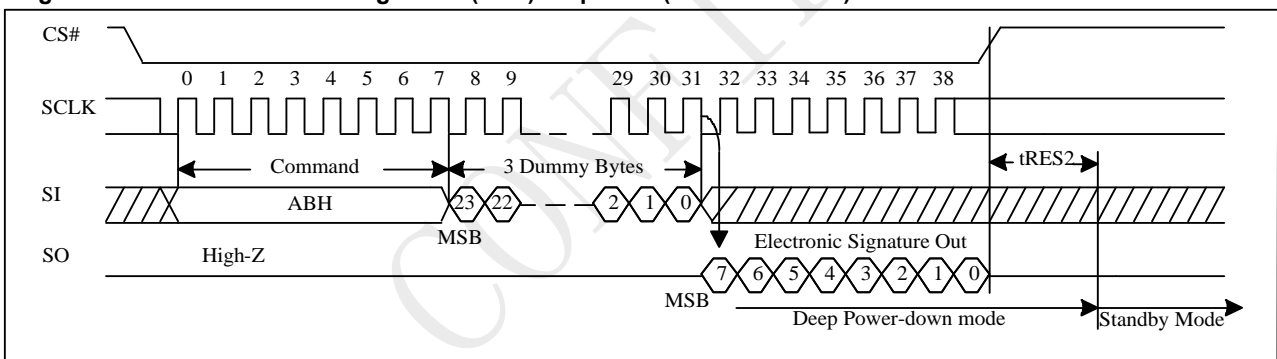 CS#
0 1 2 3 4 5 6 7 8 9 29 30 31 32 33 34 35 36 37 38
SCLK
Command 3 Dummy Bytes tRES2
SI ABH 23 22 2 1 0
MSB
SO High-Z Electronic Signature Out
7 6 5 4 3 2 1 0
MSB
Deep Power-down mode Standby Mode